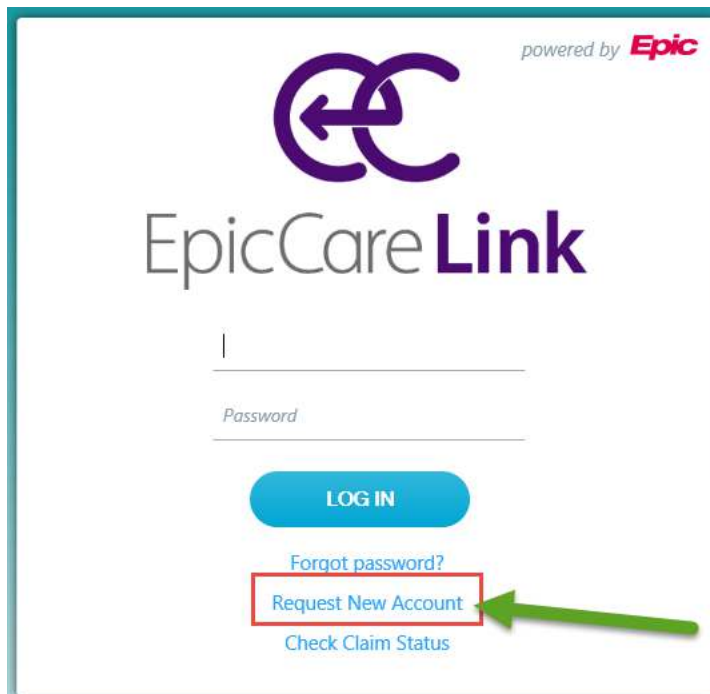 powered by Epic
EpicCare Link
Password
LOG IN
Forgot password?
Request New Account
Check Claim Status